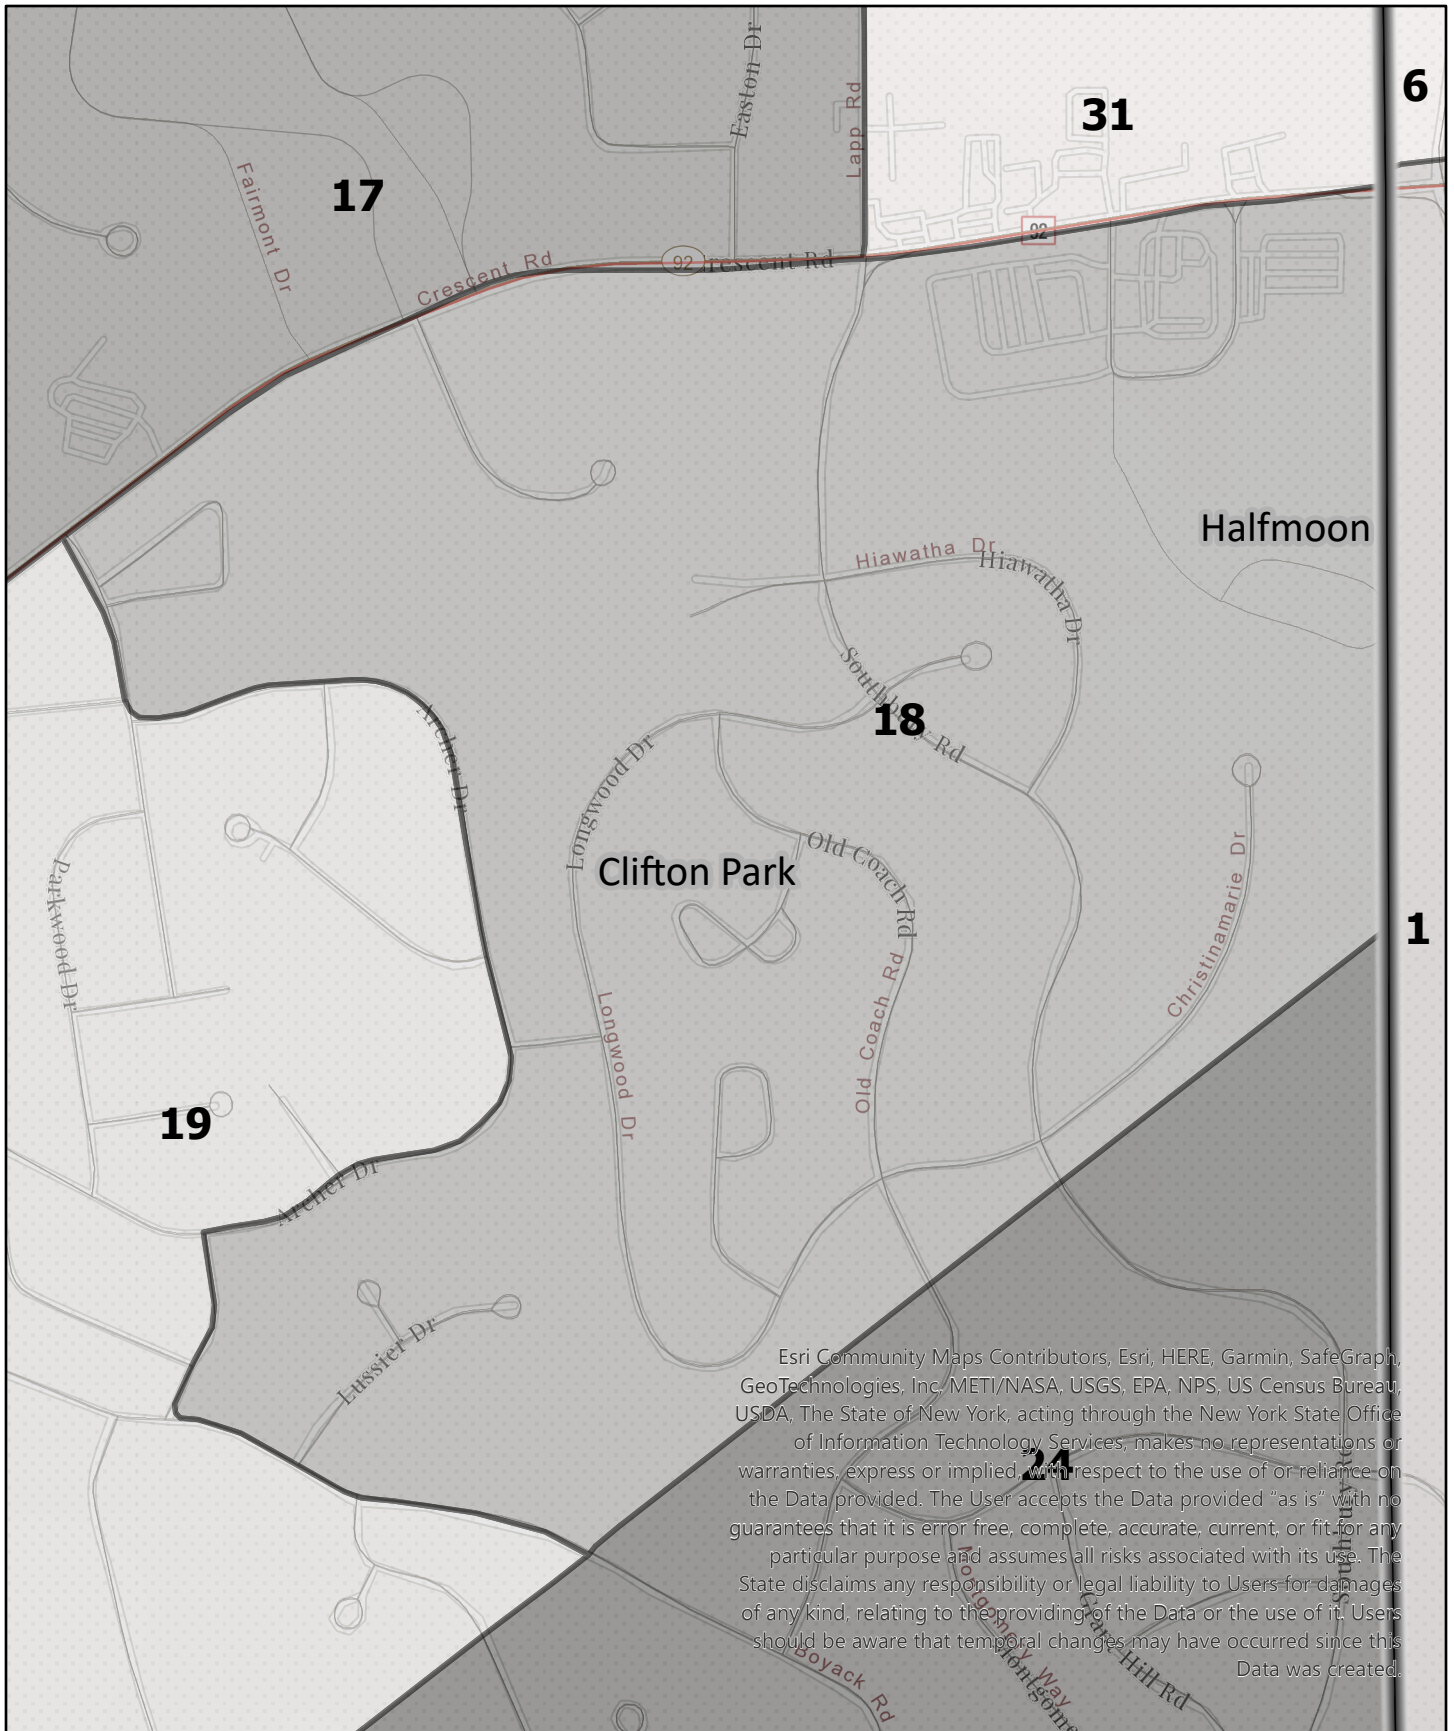 Easton Dr
Lapp Rd
31
6
17
Fairmont Dr
Crescent Rd
92
Crescent Rd
92
Halfmoon
Hiawatha Dr
Hiawatha Dr
Southbury Rd
18
Archer Dr
Longwood Dr
Old Coach Rd
Clifton Park
Parkwood Dr
Christinamarie Dr
1
Longwood Dr
Old Coach Rd
19
Archer Dr
Lussier Dr
Esri Community Maps Contributors, Esri, HERE, Garmin, SafeGraph,
GeoTechnologies, Inc, METI/NASA, USGS, EPA, NPS, US Census Bureau,
USDA, The State of New York, acting through the New York State Office
of Information Technology Services, makes no representations or
24
warranties, express or implied, with respect to the use of or reliance on
the Data provided. The User accepts the Data provided "as is" with no
guarantees that it is error free, complete, accurate, current, or fit for any
particular purpose and assumes all risks associated with its use. The
State disclaims any responsibility or legal liability to Users for damages
of any kind, relating to the providing of the Data or the use of it. Users
should be aware that temporal changes may have occurred since this
Data was created.
Southbury Rd
Montgomery Way
Grant Hill Rd
Boyack Rd